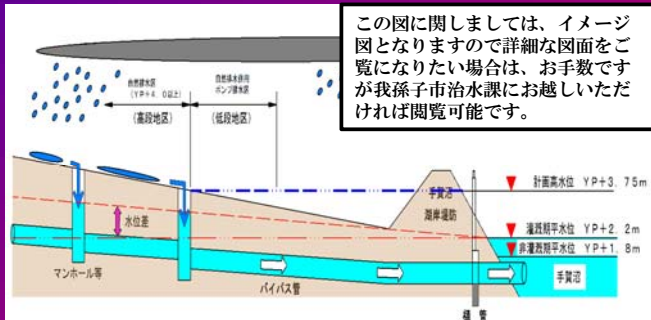 この図に関しましては、イメージ
図となりますので詳細な図面をご
覧になりたい場合は、お手数です
が我孫子市治水課にお越しいただ
ければ閲覧可能です。
自然排水区
(YP+4.0以上)
(高段地区)
自然排水併用
ポンプ排水区
(低段地区)
計画高水位 YP+3.75m
手賀沼
湖岸堤防
水位差
灌漑期平水位 YP+2.2m
非灌漑期平水位 YP+1.8m
マンホール等
バイパス管
手賀沼
樋管